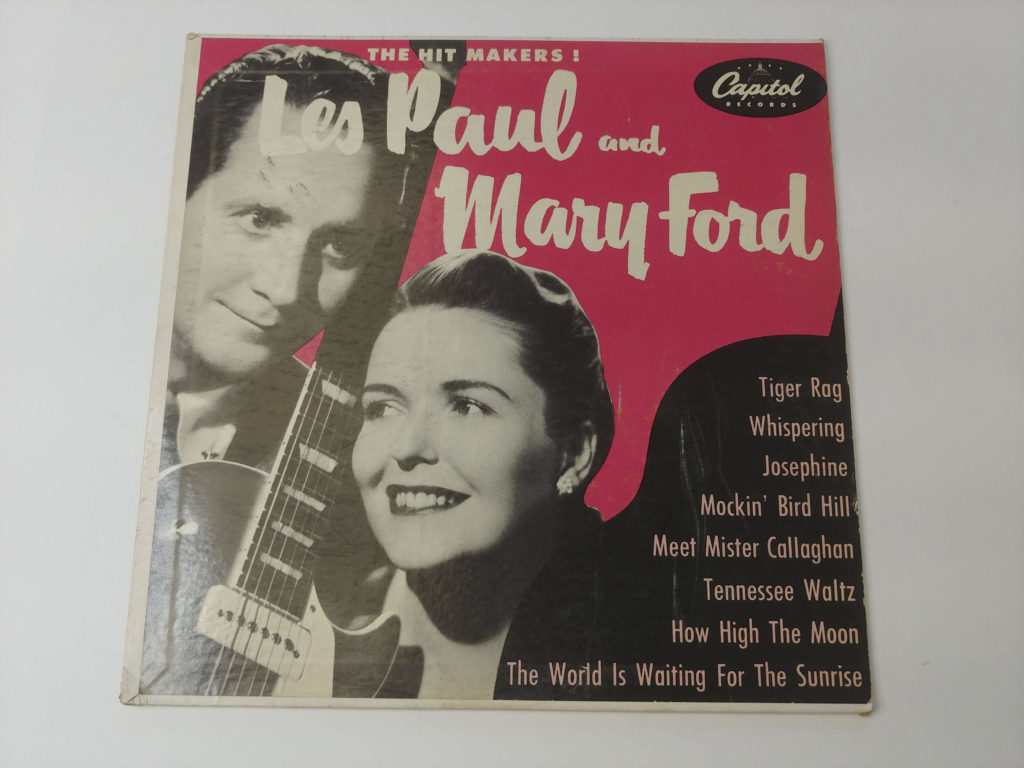 THE HIT MAKERS!
Les Paul and
Mary Ford
Capitol
RECORDS
Tiger Rag
Whispering
Josephine
Mockin' Bird Hill
Meet Mister Callaghan
Tennessee Waltz
How High The Moon
The World Is Waiting For The Sunrise